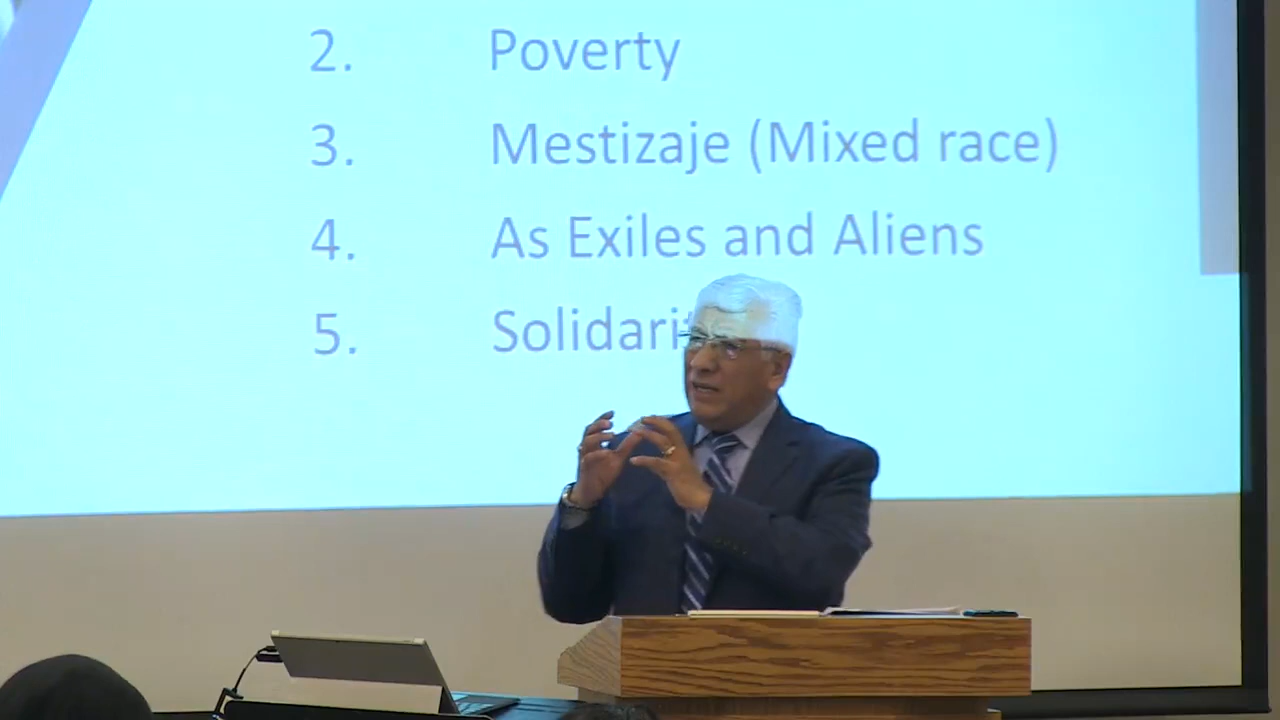 2. Poverty
3. Mestizaje (Mixed race)
4. As Exiles and Aliens
5. Solidari